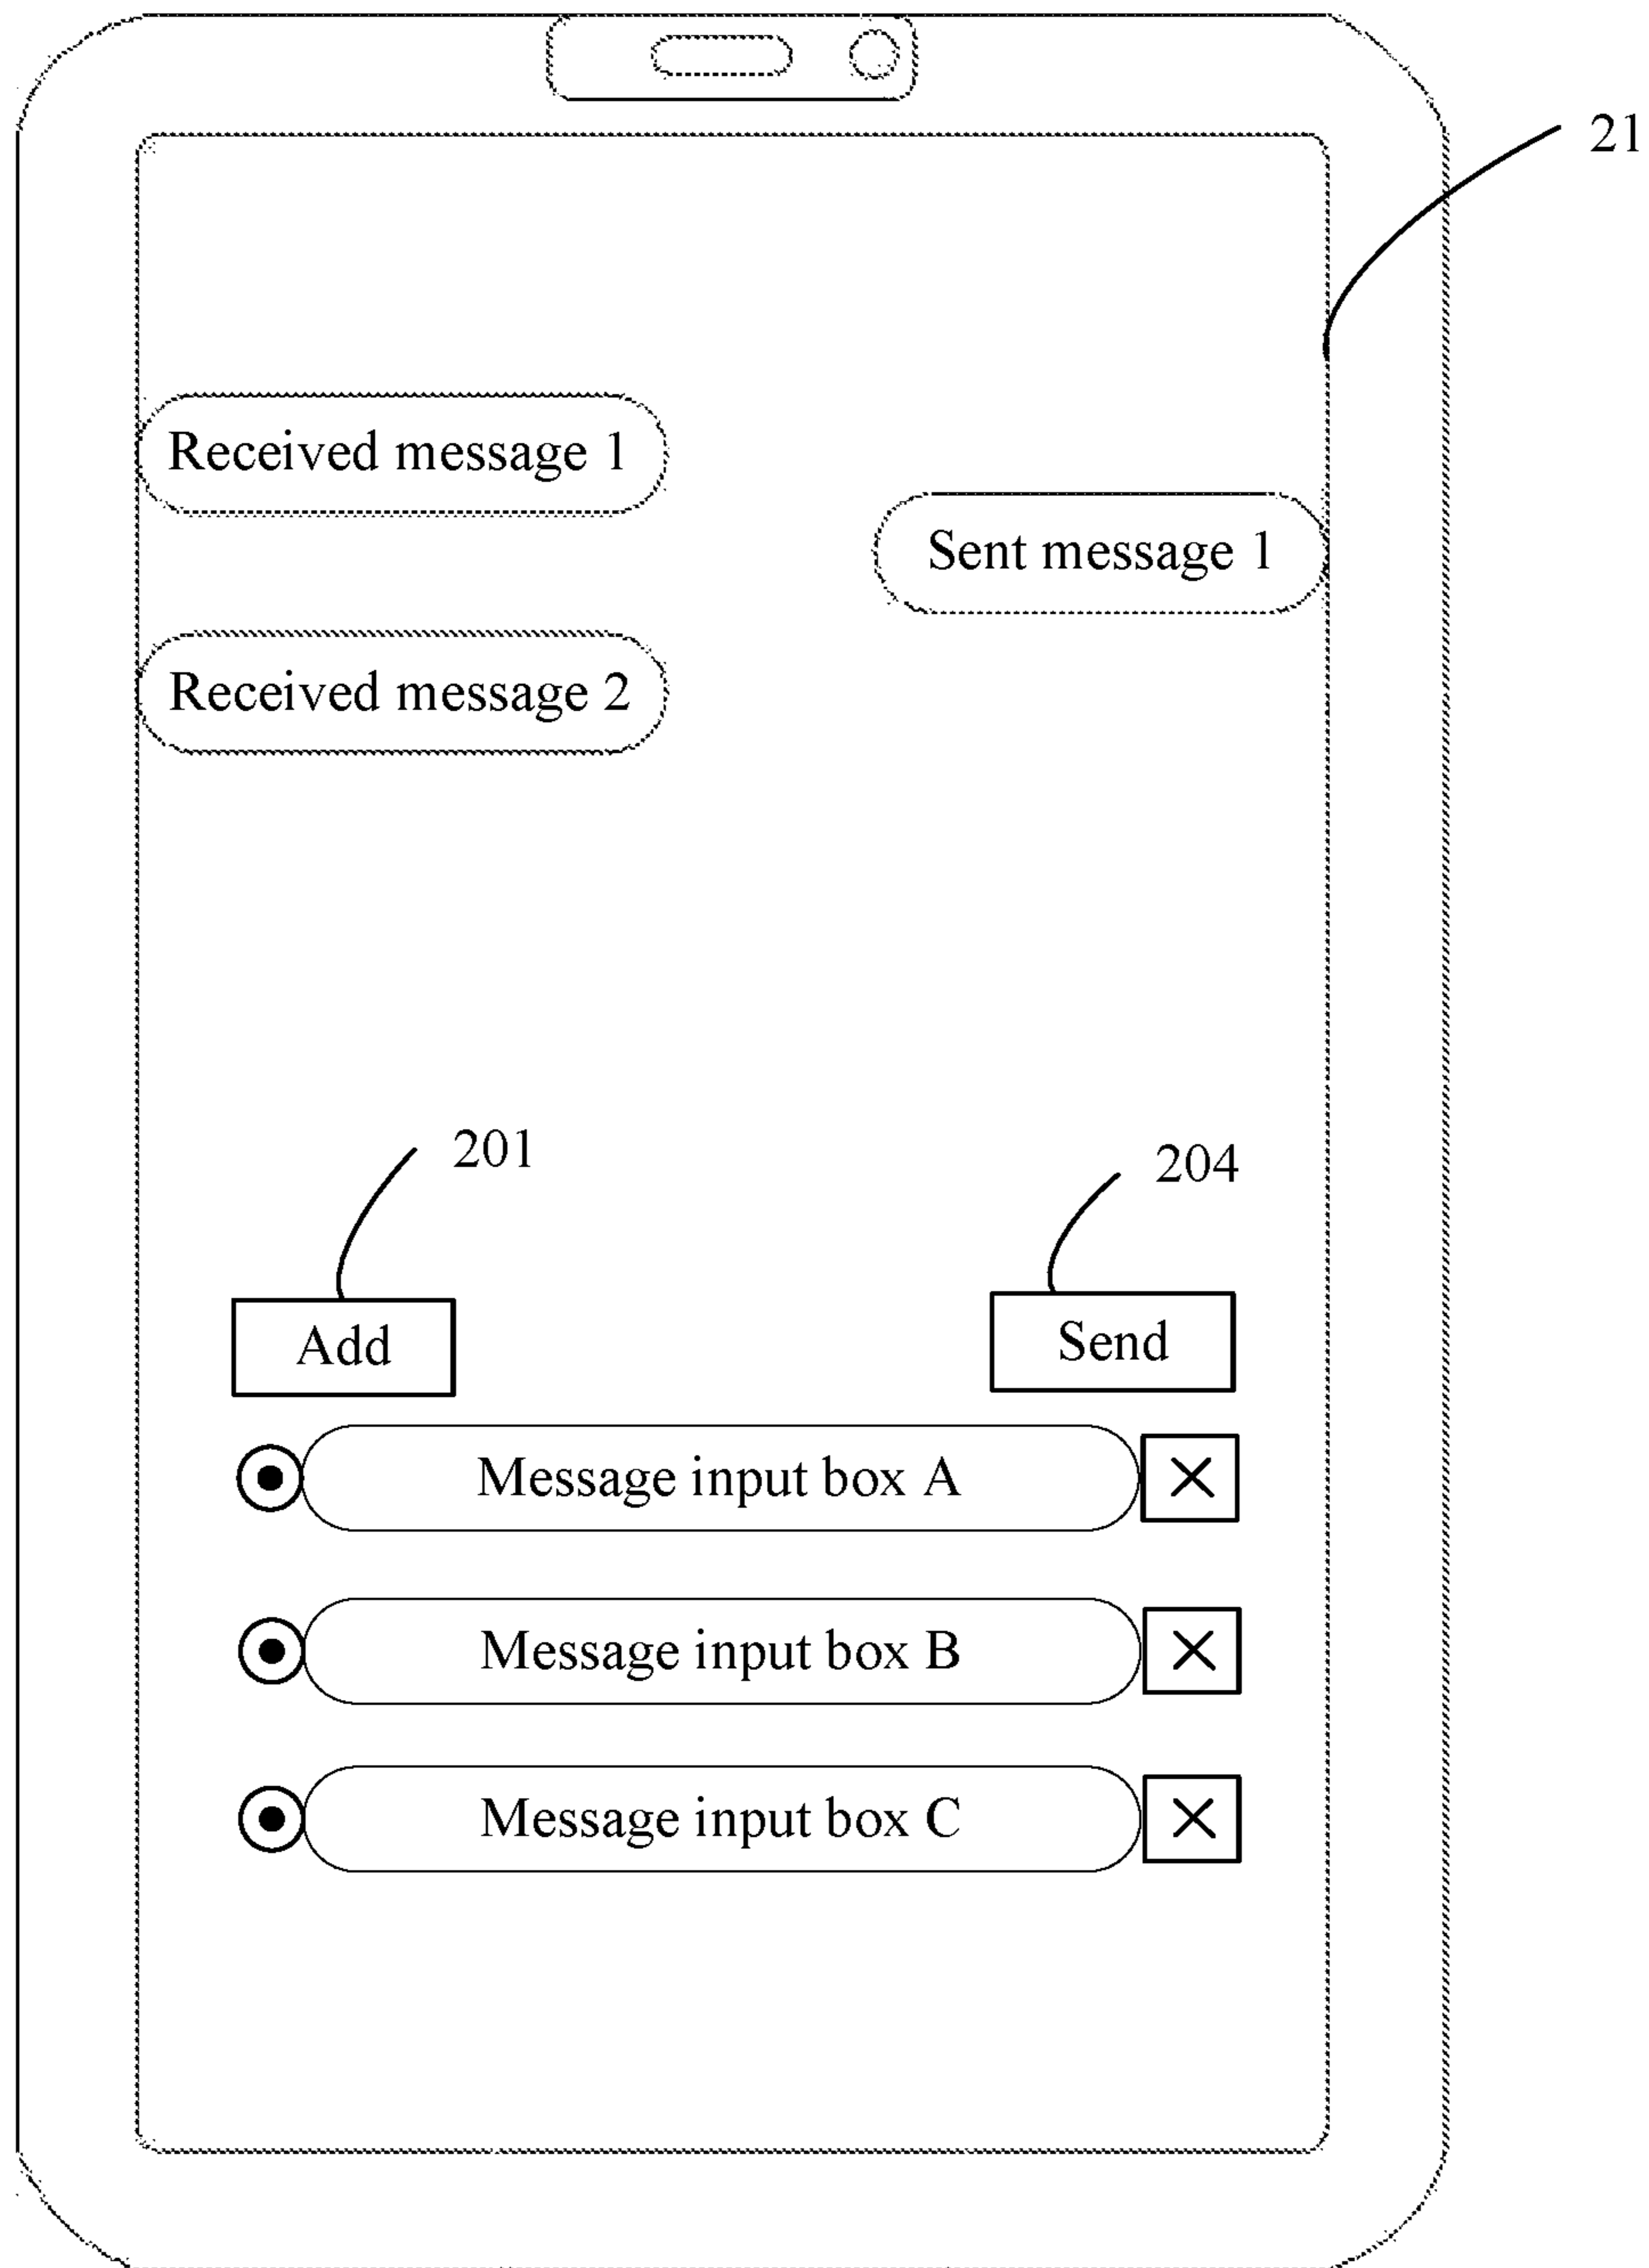 21
Received message 1
Sent message 1
Received message 2
201
204
Add
Send
Message input box A
Message input box B
Message input box C